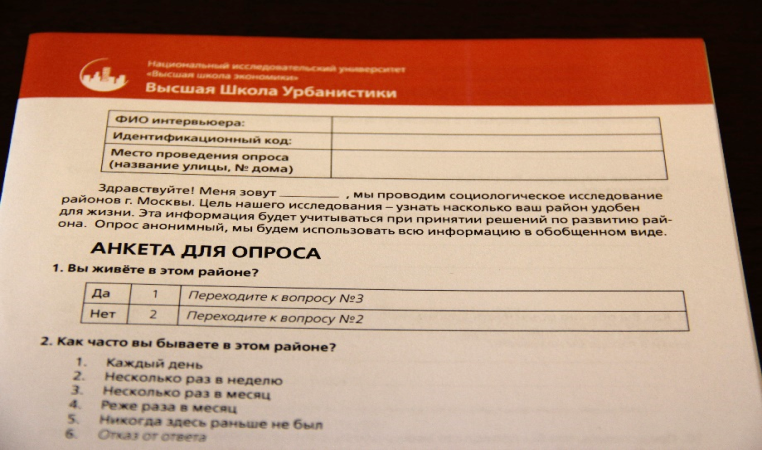 Национальный исследовательский университет
«Высшая школа экономики»
Высшая Школа Урбанистики
ФИО интервьюера:
Идентификационный код:
Место проведения опроса
(название улицы, № дома)
Здравствуйте! Меня зовут _________ , мы проводим социологическое исследование
районов г. Москвы. Цель нашего исследования – узнать насколько ваш район удобен
для жизни. Эта информация будет учитываться при принятии решений по развитию рай-
она. Опрос анонимный, мы будем использовать всю информацию в обобщенном виде.
АНКЕТА ДЛЯ ОПРОСА
1. Вы живёте в этом районе?
Да 1 Переходите к вопросу №3
Нет 2 Переходите к вопросу №2
2. Как часто вы бываете в этом районе?
1. Каждый день
2. Несколько раз в неделю
3. Несколько раз в месяц
4. Реже раза в месяц
5. Никогда здесь раньше не был
6. Отказ от ответа